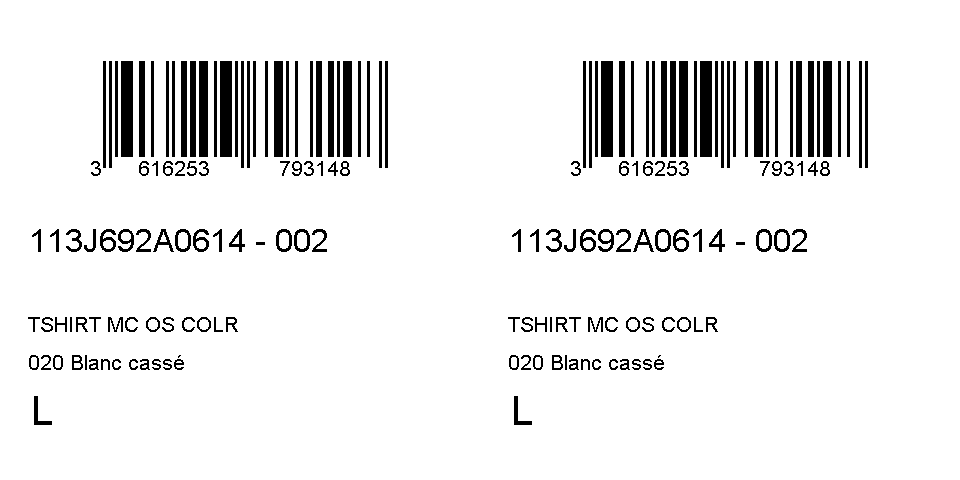 3 616253 793148
113J692A0614 - 002
TSHIRT MC OS COLR
020 Blanc cassé
L
3 616253 793148
113J692A0614 - 002
TSHIRT MC OS COLR
020 Blanc cassé
L